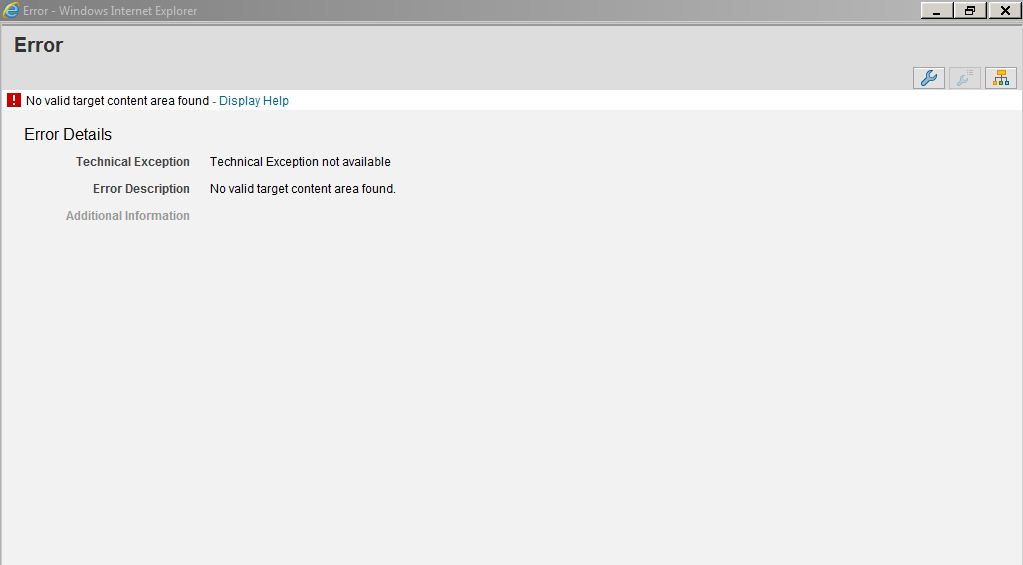 Error - Windows Internet Explorer
Error
No valid target content area found - Display Help
Error Details
Technical Exception Technical Exception not available
Error Description No valid target content area found.
Additional Information